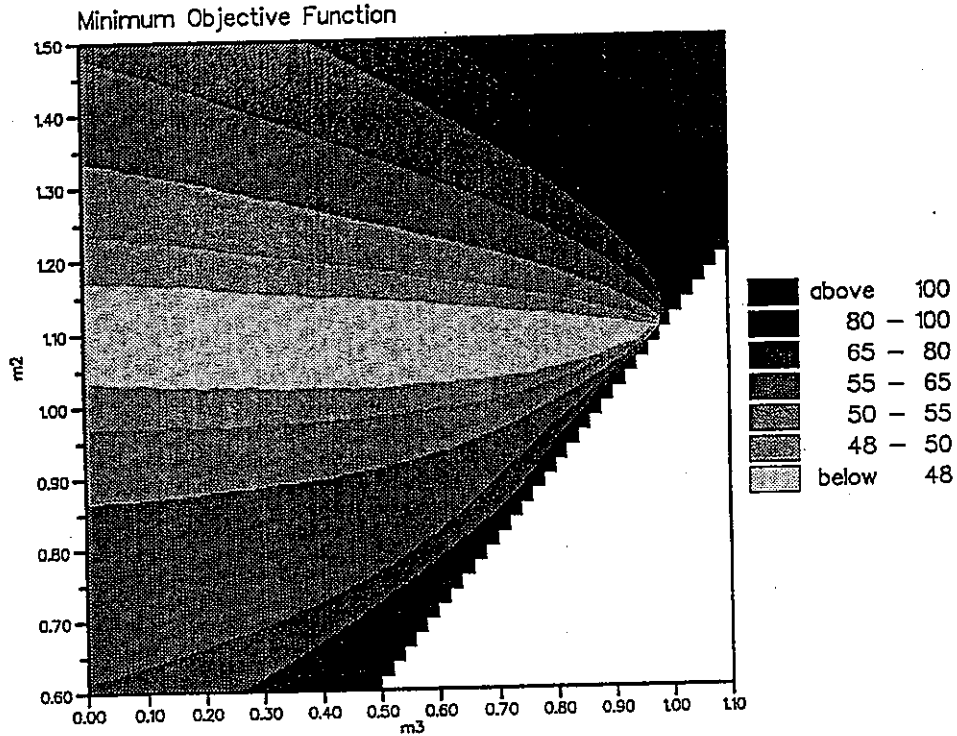 Minimum Objective Function
1.50
1.40
1.30
1.20
1.10
1.00
0.90
0.80
0.70
0.60
m2
0.00 0.10 0.20 0.30 0.40 0.50 0.60 0.70 0.80 0.90 1.00 1.10
m3
above 100
80 — 100
65 — 80
55 — 65
50 — 55
48 — 50
below 48